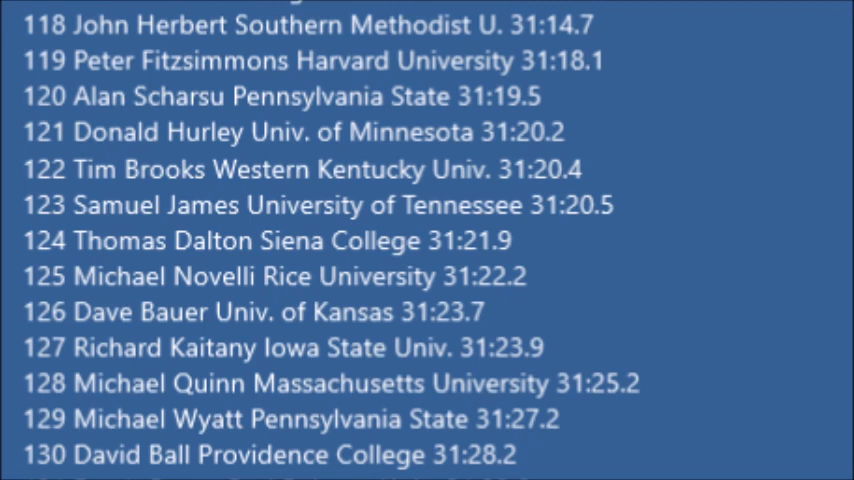 118 John Herbert Southern Methodist U. 31:14.7
119 Peter Fitzsimmons Harvard University 31:18.1
120 Alan Scharsu Pennsylvania State 31:19.5
121 Donald Hurley Univ. of Minnesota 31:20.2
122 Tim Brooks Western Kentucky Univ. 31:20.4
123 Samuel James University of Tennessee 31:20.5
124 Thomas Dalton Siena College 31:21.9
125 Michael Novelli Rice University 31:22.2
126 Dave Bauer Univ. of Kansas 31:23.7
127 Richard Kaitany Iowa State Univ. 31:23.9
128 Michael Quinn Massachusetts University 31:25.2
129 Michael Wyatt Pennsylvania State 31:27.2
130 David Ball Providence College 31:28.2